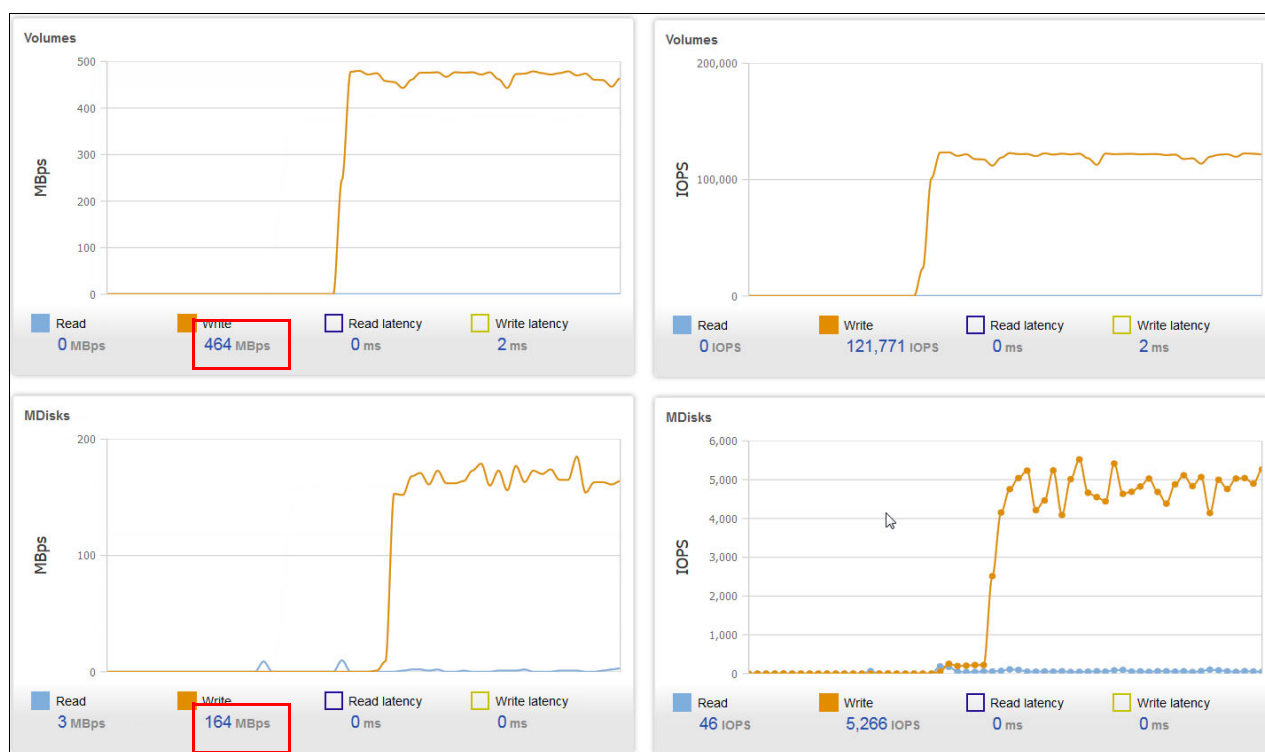 Volumes
500
400
300
200
100
0
MBps
Read
0 MBps
Write
464 MBps
Read latency
0 ms
Write latency
2 ms
Volumes
200,000
100,000
0
IOPS
Read
0 IOPS
Write
121,771 IOPS
Read latency
0 ms
Write latency
2 ms
MDisks
200
100
0
MBps
Read
3 MBps
Write
164 MBps
Read latency
0 ms
Write latency
0 ms
MDisks
6,000
5,000
4,000
3,000
2,000
1,000
0
IOPS
Read
46 IOPS
Write
5,266 IOPS
Read latency
0 ms
Write latency
0 ms